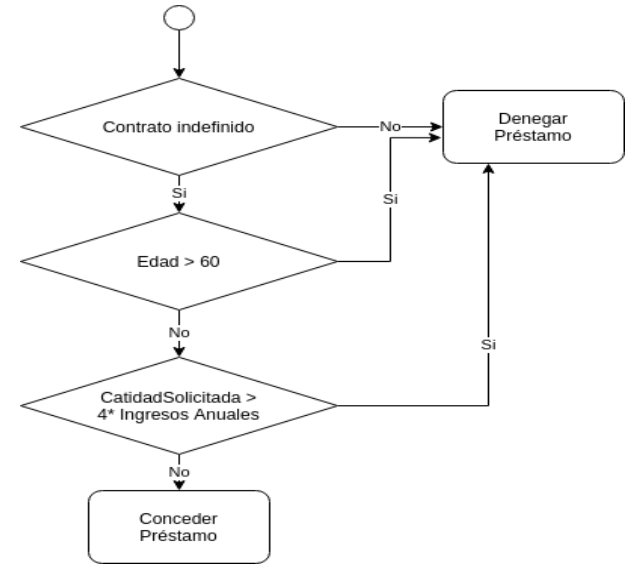 Contrato indefinido
No
Denegar
Préstamo
Si
Si
Edad > 60
No
Si
CatidadSolicitada >
4* Ingresos Anuales
No
Conceder
Préstamo